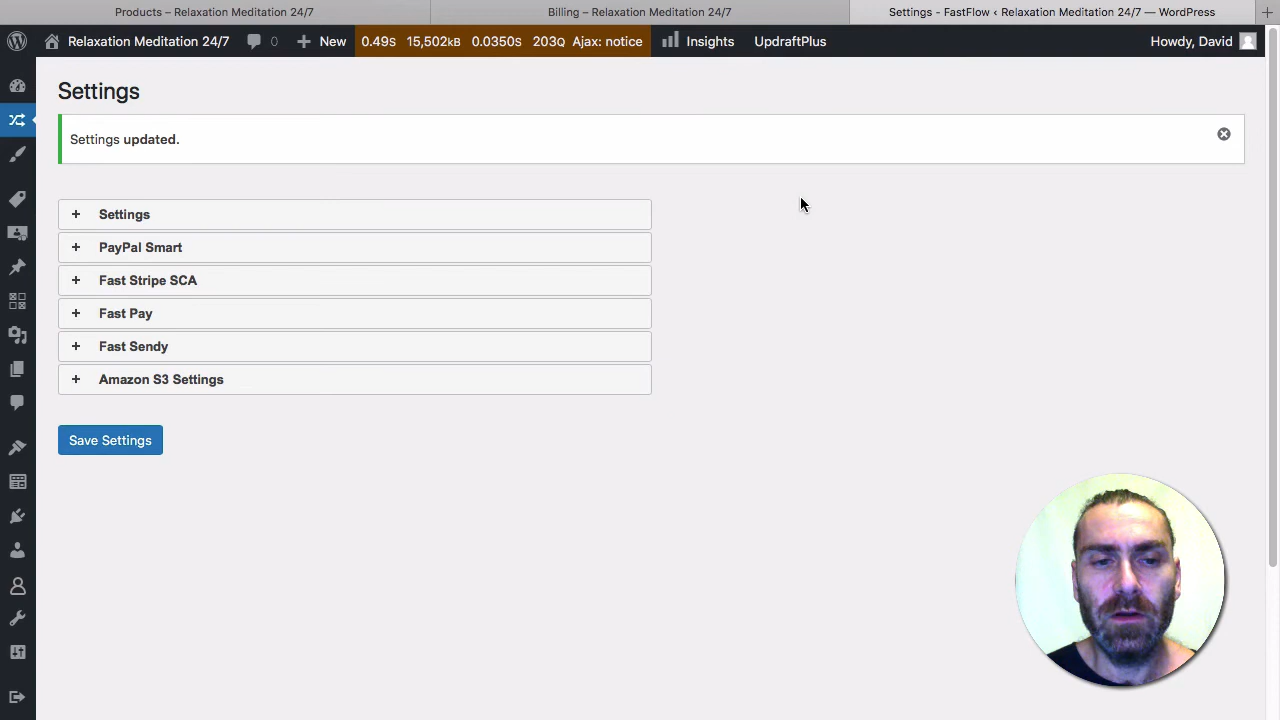 Products – Relaxation Meditation 24/7
Billing – Relaxation Meditation 24/7
Settings - FastFlow ‹ Relaxation Meditation 24/7 — WordPress
Relaxation Meditation 24/7
0
New
0.49S 15,502kB 0.0350S 203Q Ajax: notice
Insights
UpdraftPlus
Howdy, David
Settings
Settings updated.
+ Settings
+ PayPal Smart
+ Fast Stripe SCA
+ Fast Pay
+ Fast Sendy
+ Amazon S3 Settings
Save Settings